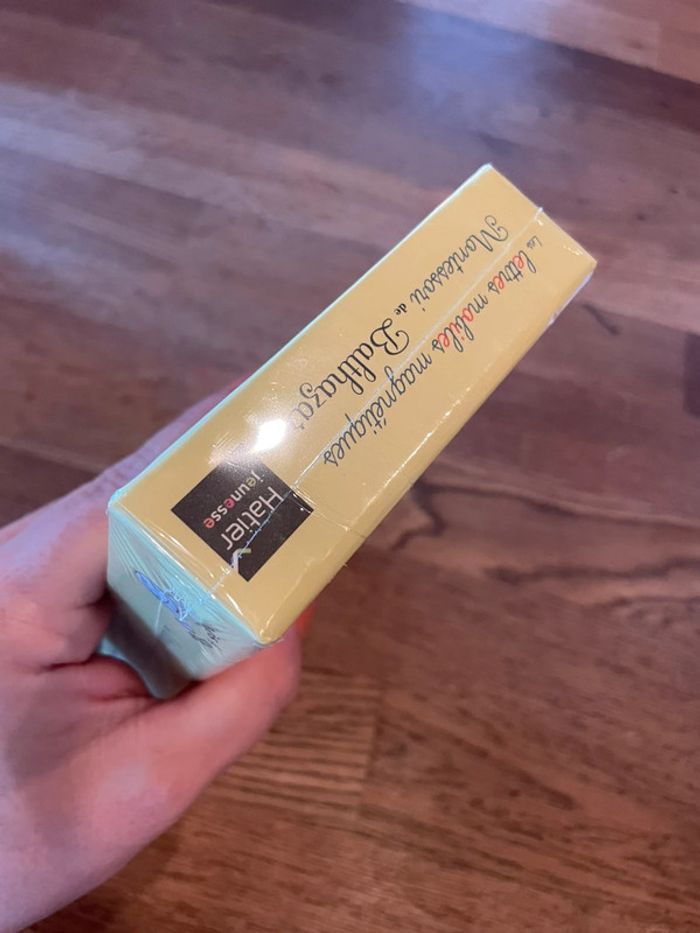 Les lettres mobiles magnétiques
Montessori de Balthazar
Hatier
jeunesse